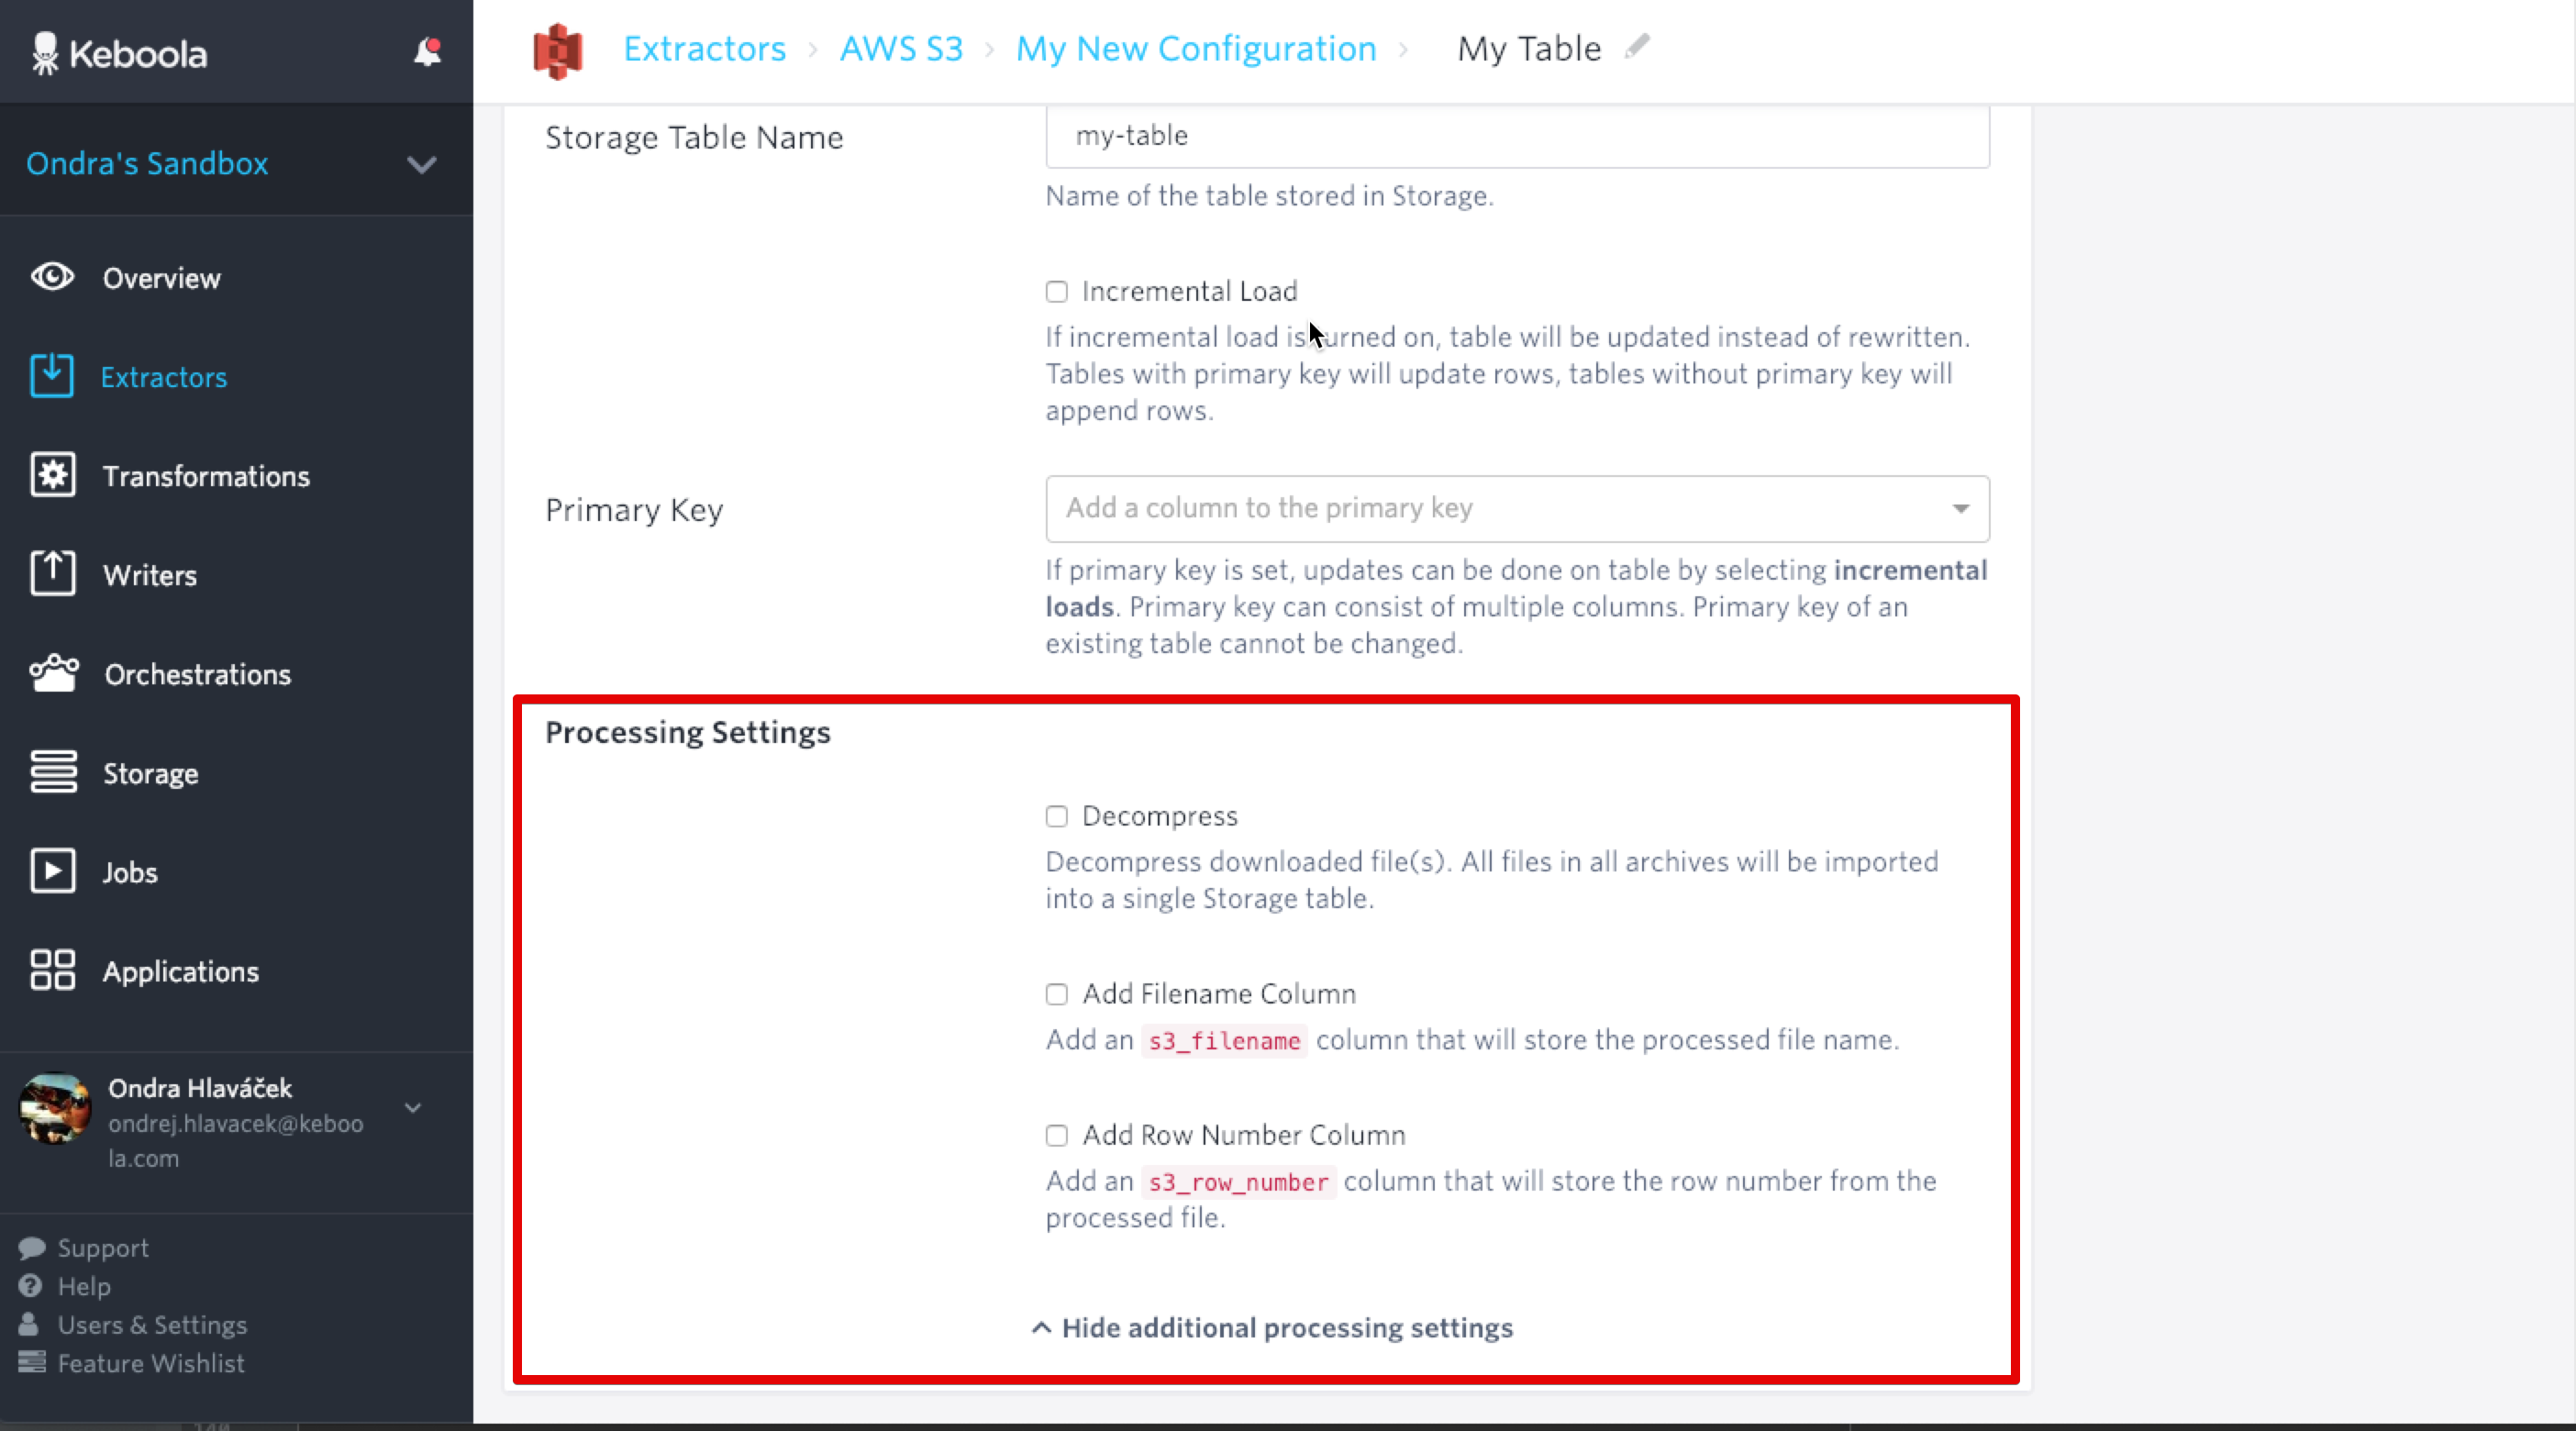 Keboola
Extractors > AWS S3 > My New Configuration > My Table
Ondra's Sandbox
Overview
Extractors
Transformations
Writers
Orchestrations
Storage
Jobs
Applications
Ondra Hlaváček
ondrej.hlavacek@keboo
la.com
Support
Help
Users & Settings
Feature Wishlist
Storage Table Name
my-table
Name of the table stored in Storage.
Incremental Load
If incremental load is turned on, table will be updated instead of rewritten.
Tables with primary key will update rows, tables without primary key will
append rows.
Primary Key
Add a column to the primary key
If primary key is set, updates can be done on table by selecting incremental
loads. Primary key can consist of multiple columns. Primary key of an
existing table cannot be changed.
Processing Settings
Decompress
Decompress downloaded file(s). All files in all archives will be imported
into a single Storage table.
Add Filename Column
Add an s3_filename column that will store the processed file name.
Add Row Number Column
Add an s3_row_number column that will store the row number from the
processed file.
Hide additional processing settings